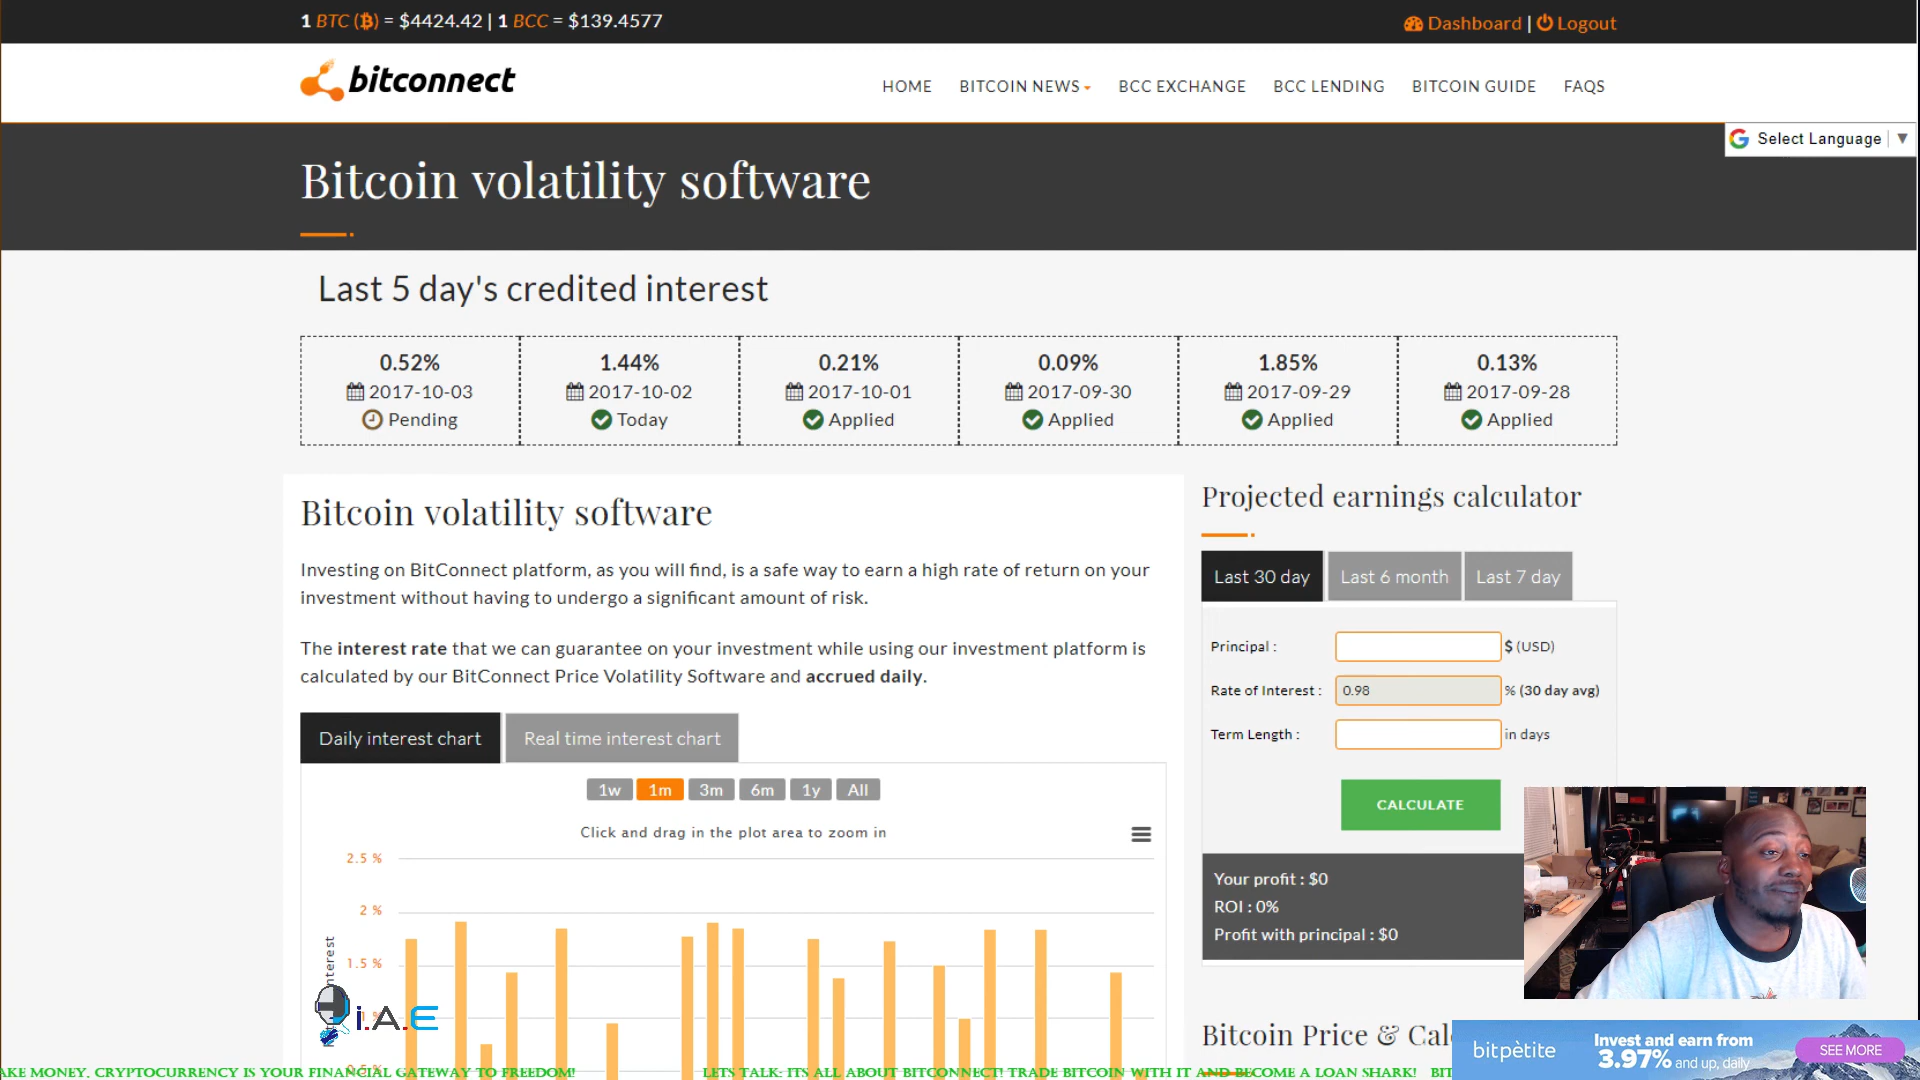 1 BTC (₿) = $4424.42 | 1 BCC = $139.4577
Dashboard | Logout
bitconnect
HOME BITCOIN NEWS BCC EXCHANGE BCC LENDING BITCOIN GUIDE FAQS
Select Language ▼
Bitcoin volatility software
Last 5 day's credited interest
0.52% 1.44% 0.21% 0.09% 1.85% 0.13%
2017-10-03 2017-10-02 2017-10-01 2017-09-30 2017-09-29 2017-09-28
Pending Today Applied Applied Applied Applied
Bitcoin volatility software
Investing on BitConnect platform, as you will find, is a safe way to earn a high rate of return on your
investment without having to undergo a significant amount of risk.
The interest rate that we can guarantee on your investment while using our investment platform is
calculated by our BitConnect Price Volatility Software and accrued daily.
Daily interest chart Real time interest chart
1w 1m 3m 6m 1y All
Click and drag in the plot area to zoom in
2.5 %
2 %
1.5 %
i.A.E
Projected earnings calculator
Last 30 day Last 6 month Last 7 day
Principal : $ (USD)
Rate of Interest : 0.98 % (30 day avg)
Term Length : in days
CALCULATE
Your profit : $0
ROI : 0%
Profit with principal : $0
Bitcoin Price & Cal
bitpètite
Invest and earn from
3.97% and up, daily
SEE MORE
AKE MONEY, CRYPTOCURRENCY IS YOUR FINANCIAL GATEWAY TO FREEDOM! LETS TALK: ITS ALL ABOUT BITCONNECT! TRADE BITCOIN WITH IT AND BECOME A LOAN SHARK! BIT